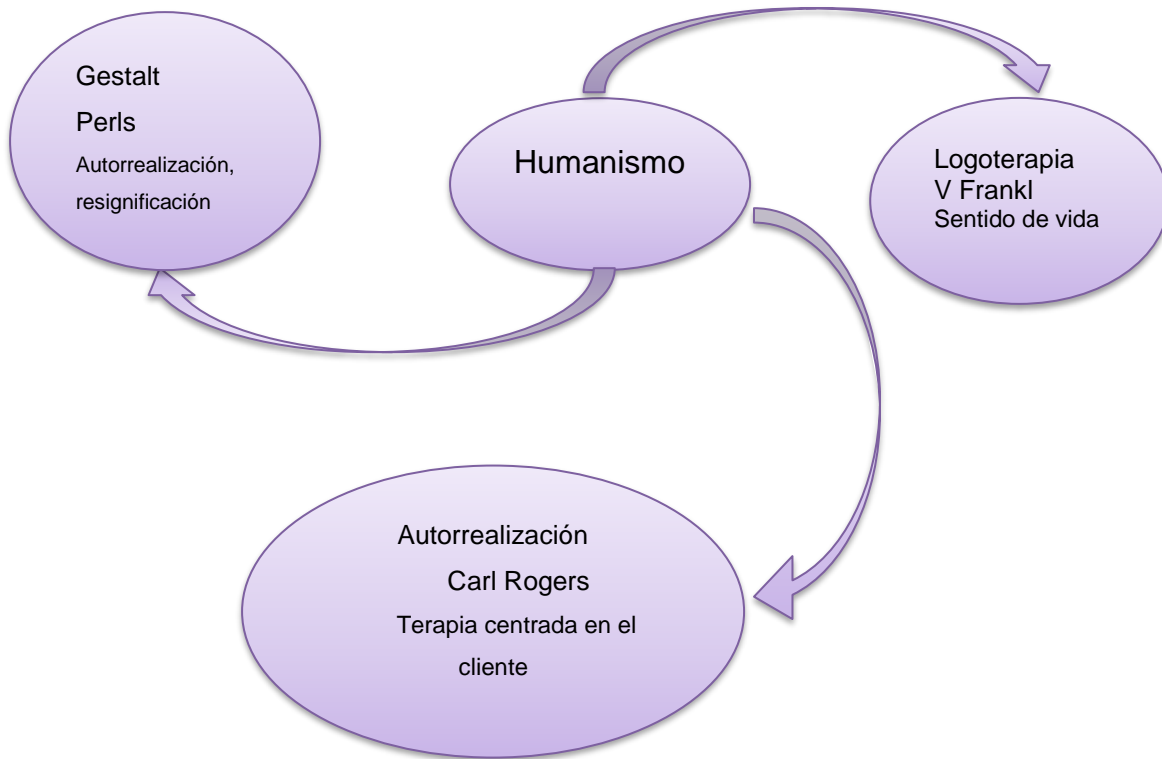 Gestalt
Perls
Autorrealización,
resignificación
Humanismo
Logoterapia
V Frankl
Sentido de vida
Autorrealización
Carl Rogers
Terapia centrada en el
cliente